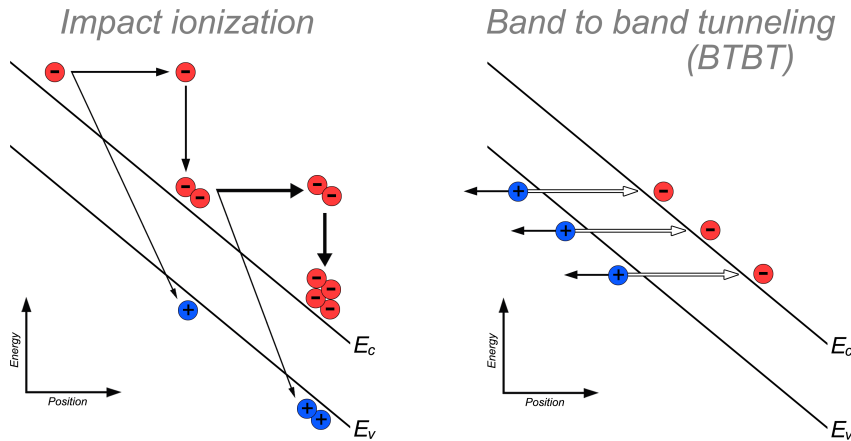 Impact ionization
Band to band tunneling
(BTBT)
Ec
Ev
Energy
Position
Ec
Ev
Energy
Position